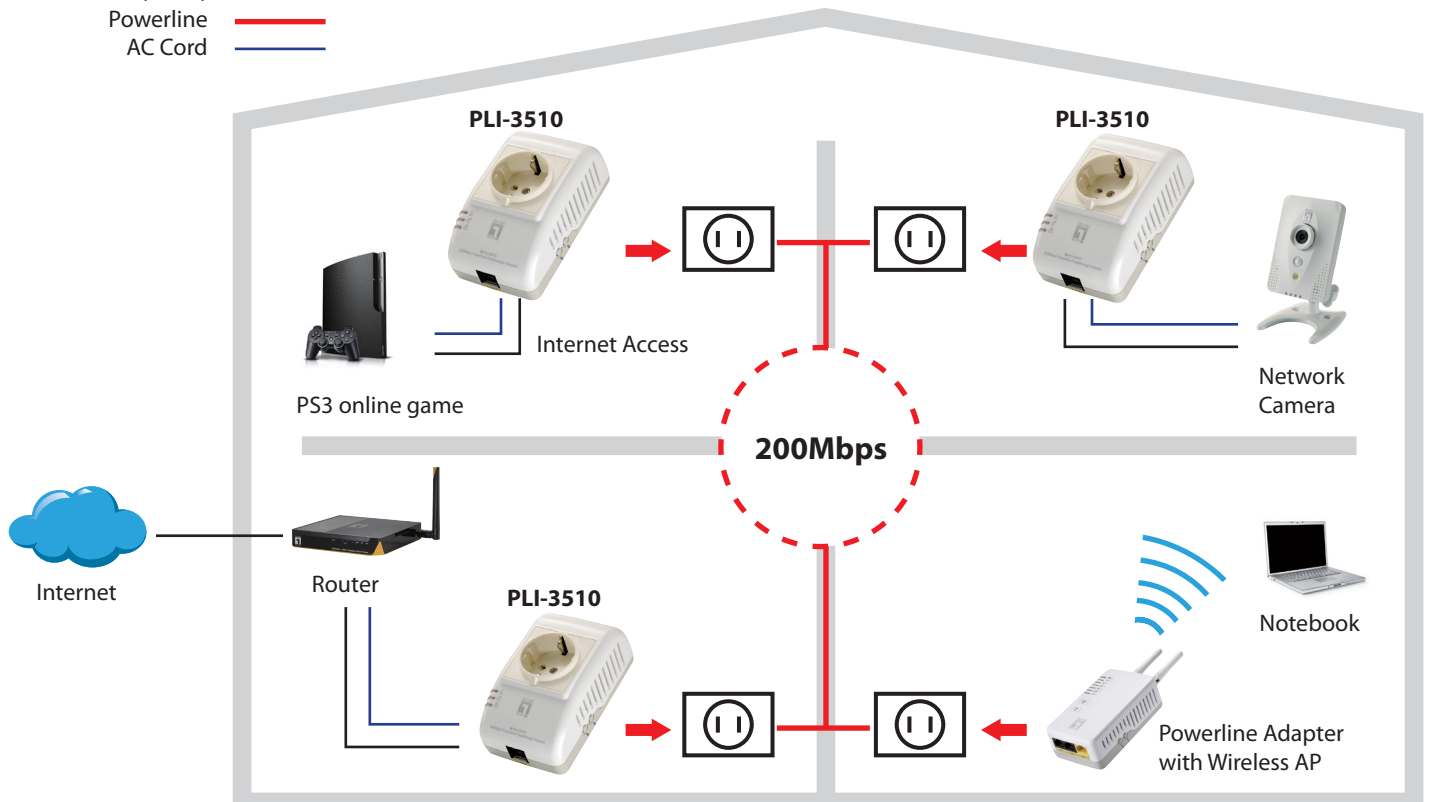 Powerline
AC Cord
PLI-3510
PLI-3510
Internet Access
PS3 online game
Network
Camera
200Mbps
Internet
Router
PLI-3510
Notebook
Powerline Adapter
with Wireless AP